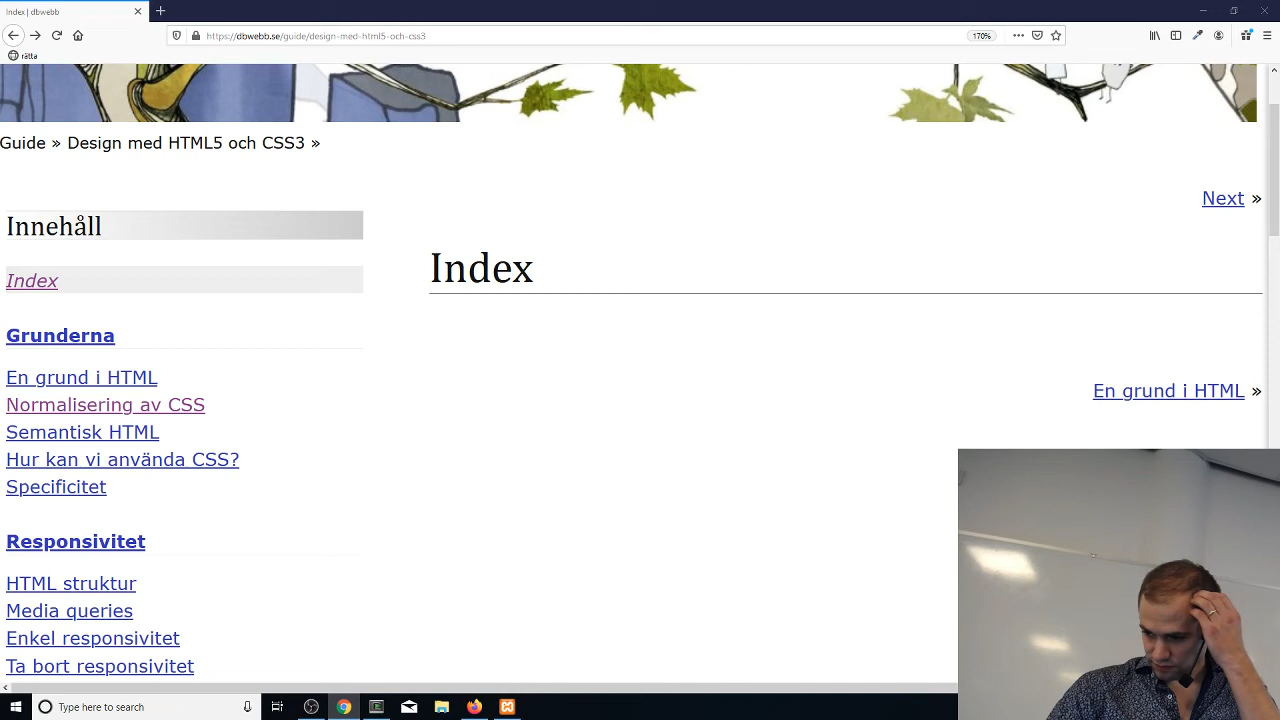 Index | dbwebb
https://dbwebb.se/guide/design-med-html5-och-css3
170%
rätta
Guide » Design med HTML5 och CSS3 »
Next »
Innehåll
Index
Index
Grunderna
En grund i HTML
En grund i HTML »
Normalisering av CSS
Semantisk HTML
Hur kan vi använda CSS?
Specificitet
Responsivitet
HTML struktur
Media queries
Enkel responsivitet
Ta bort responsivitet
Type here to search